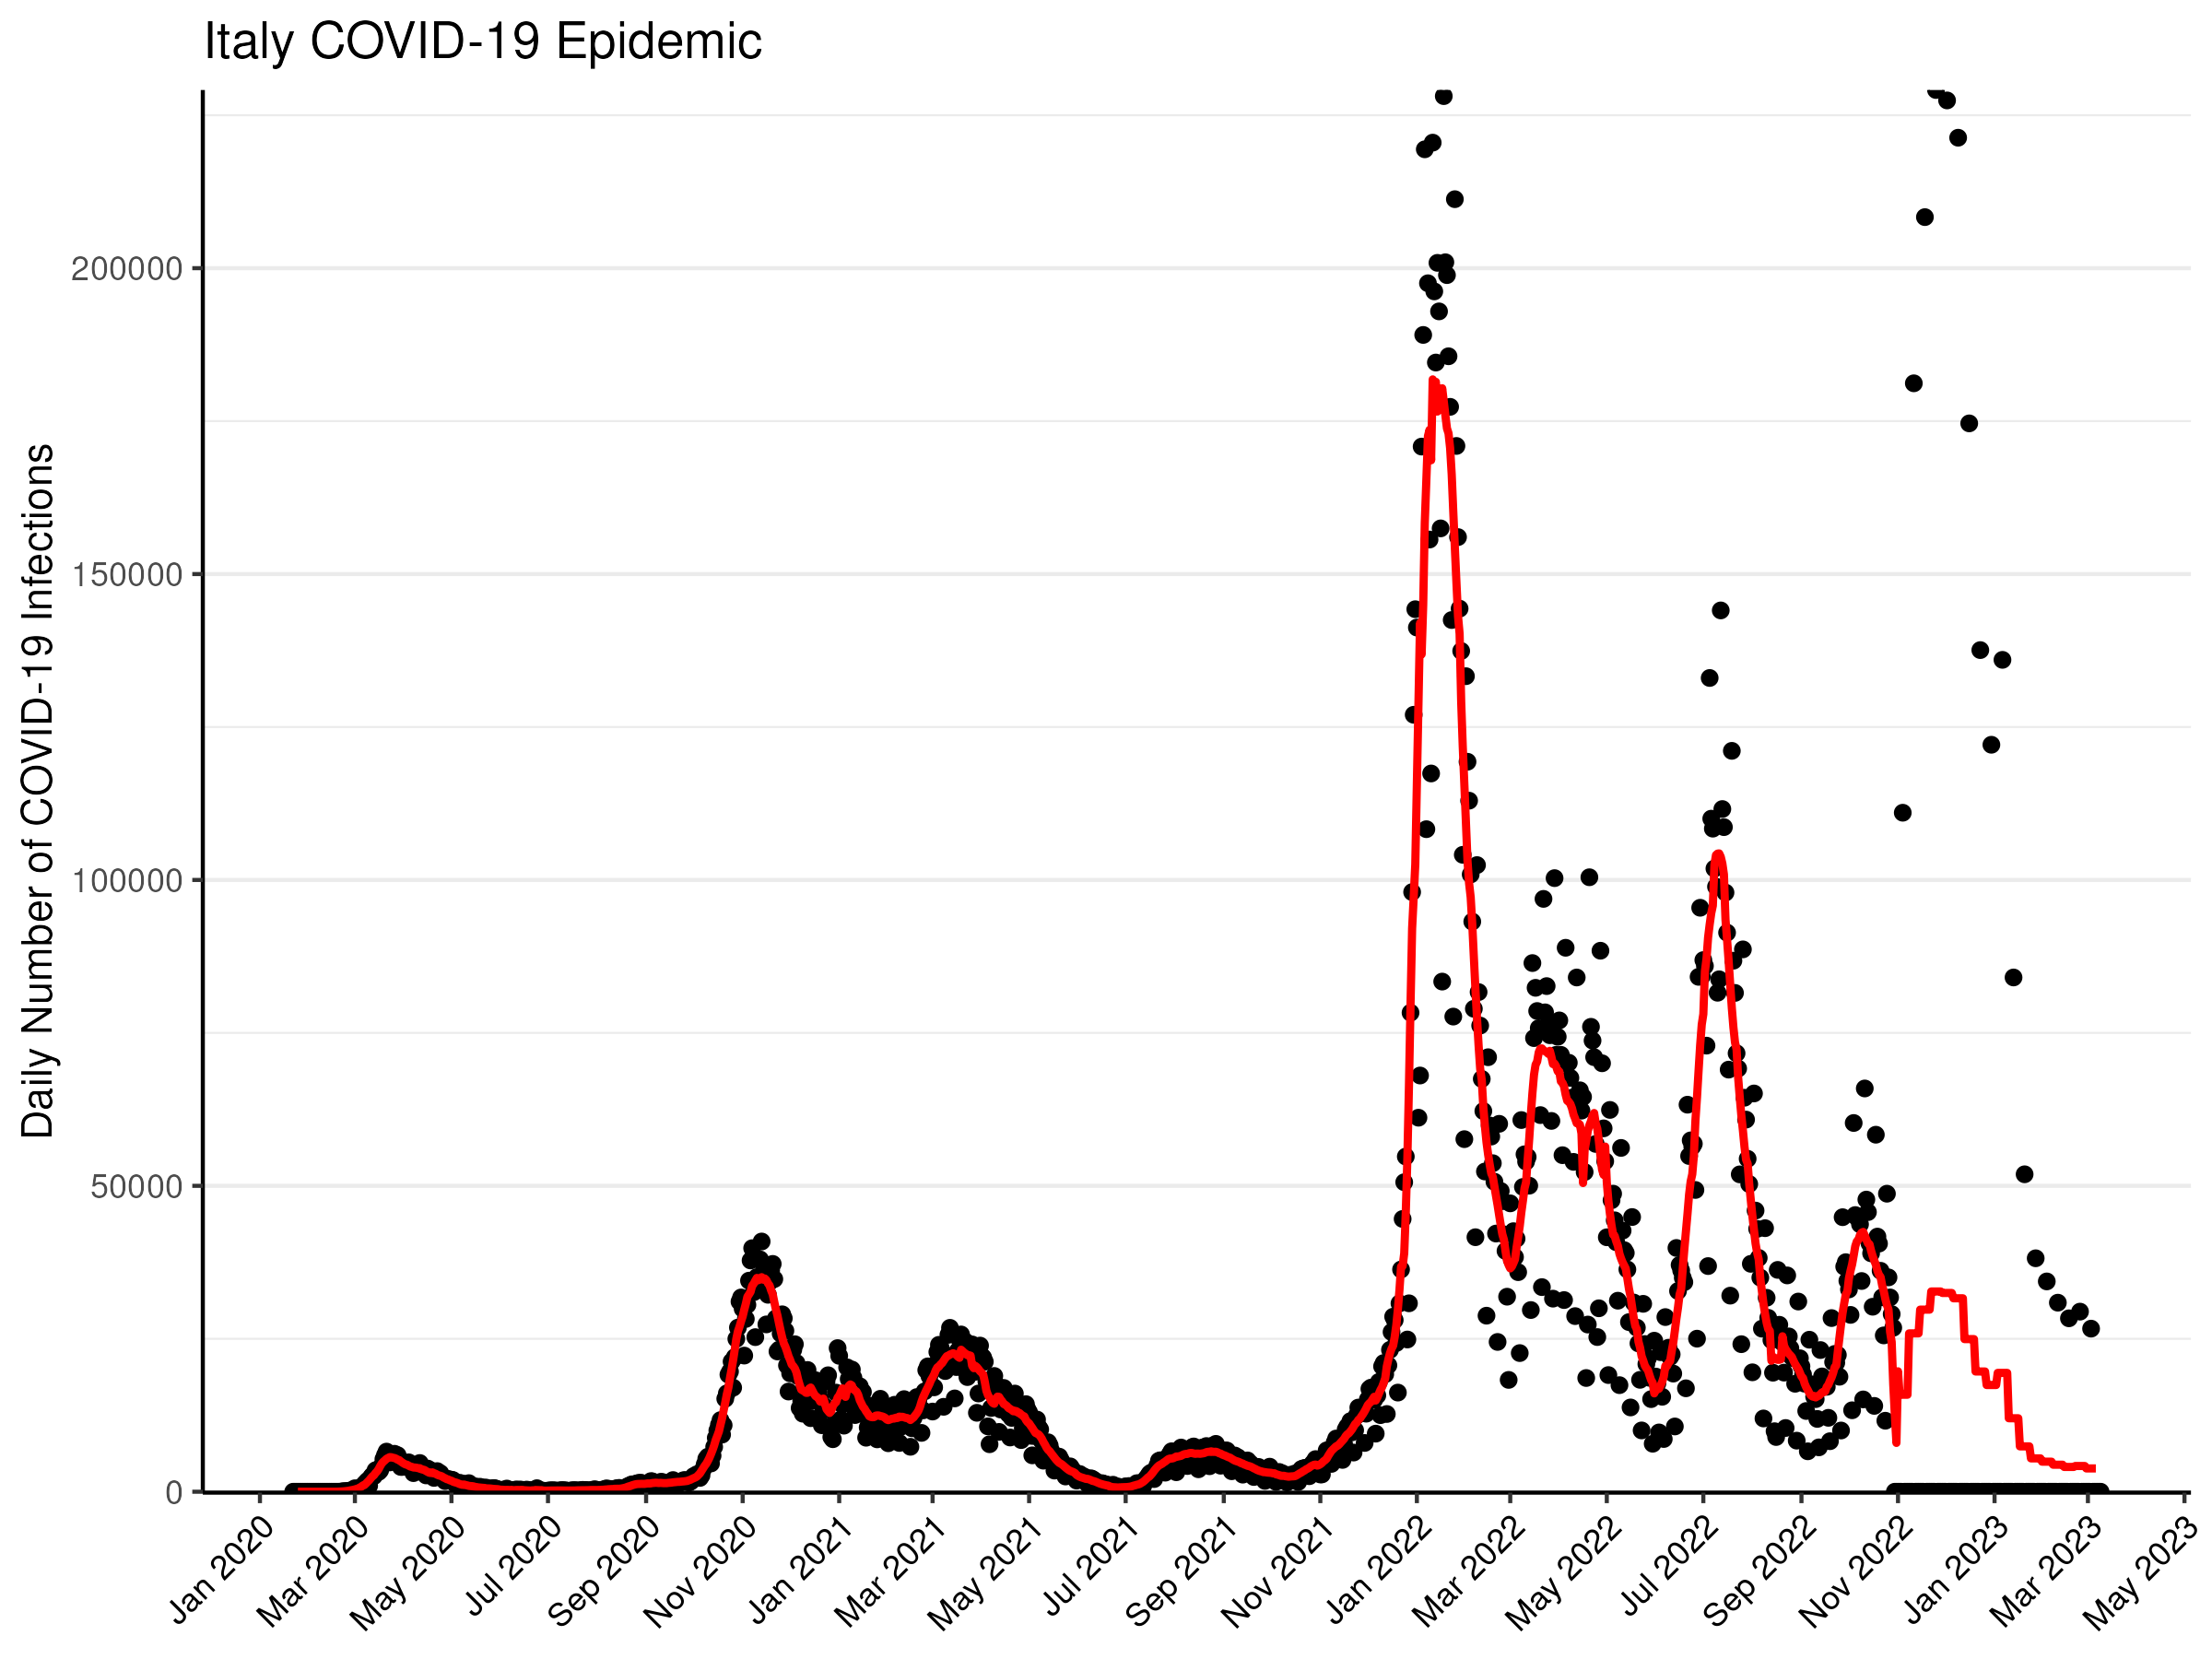 Italy COVID-19 Epidemic
Daily Number of COVID-19 Infections
200000
150000
100000
50000
0
Jan 2020
Mar 2020
May 2020
Jul 2020
Sep 2020
Nov 2020
Jan 2021
Mar 2021
May 2021
Jul 2021
Sep 2021
Nov 2021
Jan 2022
Mar 2022
May 2022
Jul 2022
Sep 2022
Nov 2022
Jan 2023
Mar 2023
May 2023